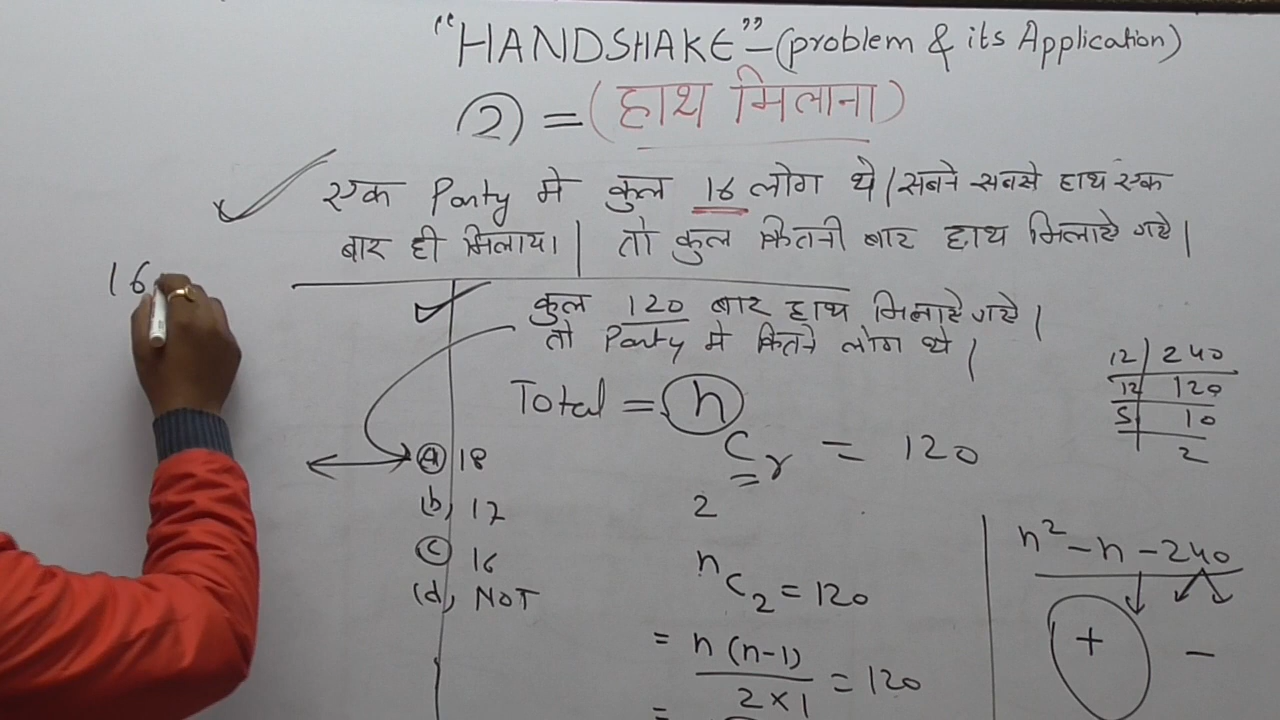 "HANDSHAKE" – (problem & its Application)
2) = (हाथ मिलाना)
एक Party मे कुल 16 लोग थे | सबने सबसे हाथ एक
बार ही मिलाया। | तो कुल कितनी बार हाथ मिलाए गए |
16
कुल 120 बार हाथ मिलाए गए |
तो Party मे कितने लोग थे |
Total = n
C r = 120
2
(A) 18
(b) 17
(C) 16
(d) NOT
n C 2 = 120
= n (n-1) / 2 × 1 = 120
=
12 | 240
12 | 120
5 | 10
2
n² - n - 240
+ -